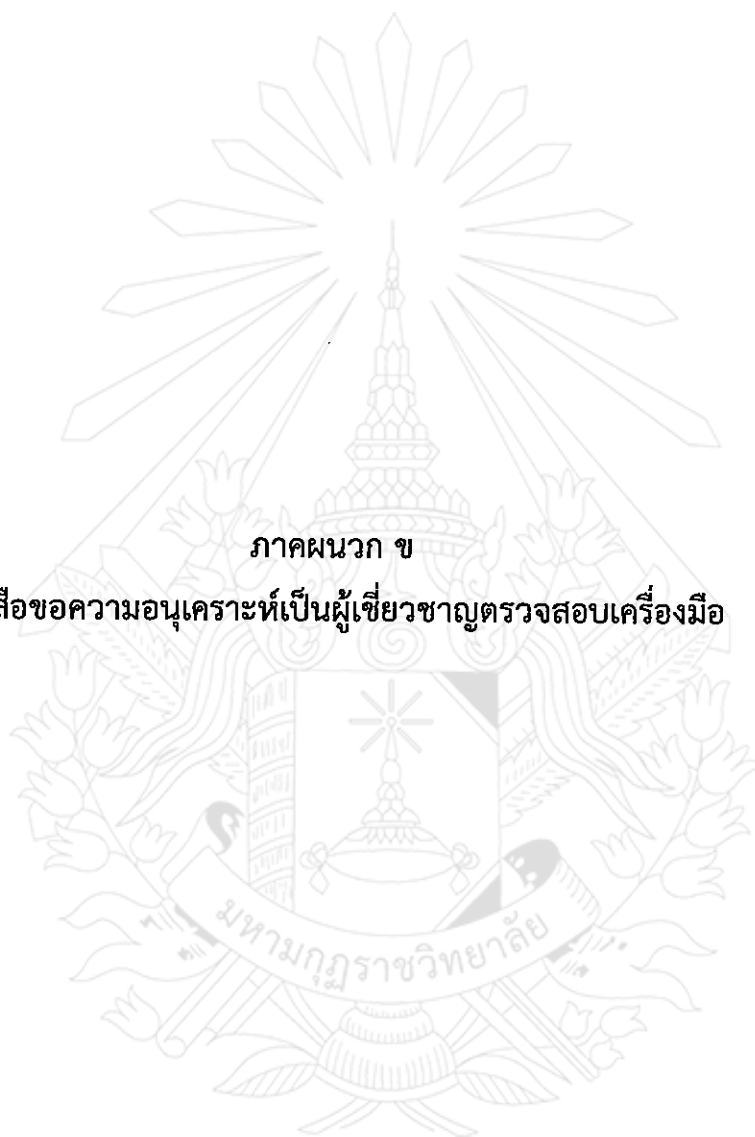 ภาคผนวก ข
สือขอความอนุเคราะห์เป็นผู้เชี่ยวชาญตรวจสอบเครื่องมือ
มหามกุฏราชวิทยาลัย